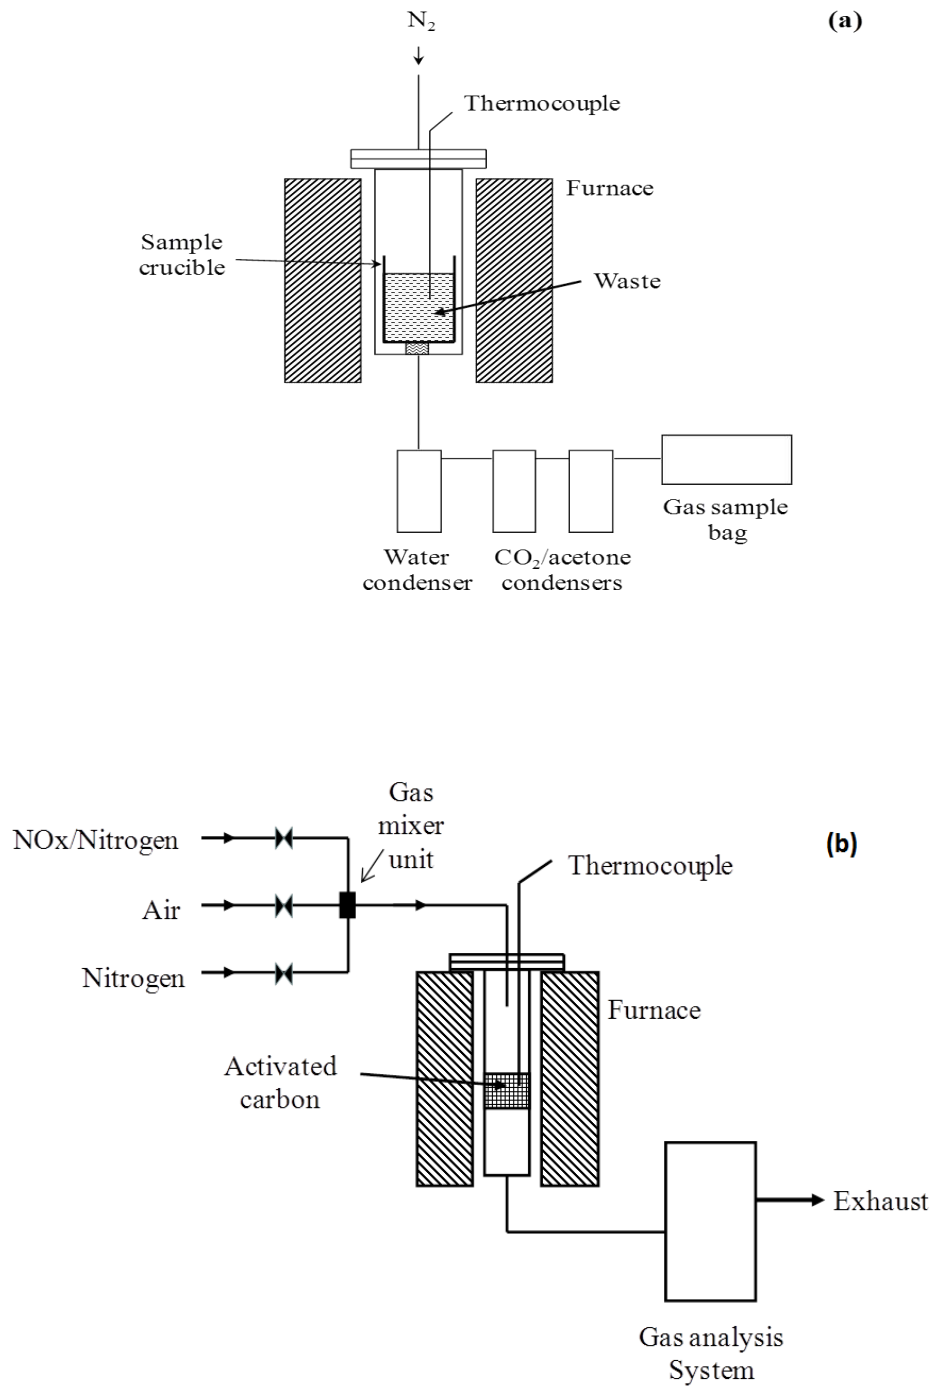 N₂
(a)
Thermocouple
Furnace
Sample
crucible
Waste
Gas sample
bag
Water
condenser
CO₂/acetone
condensers
Gas
mixer
unit
NOx/Nitrogen
(b)
Thermocouple
Air
Nitrogen
Furnace
Activated
carbon
Exhaust
Gas analysis
System